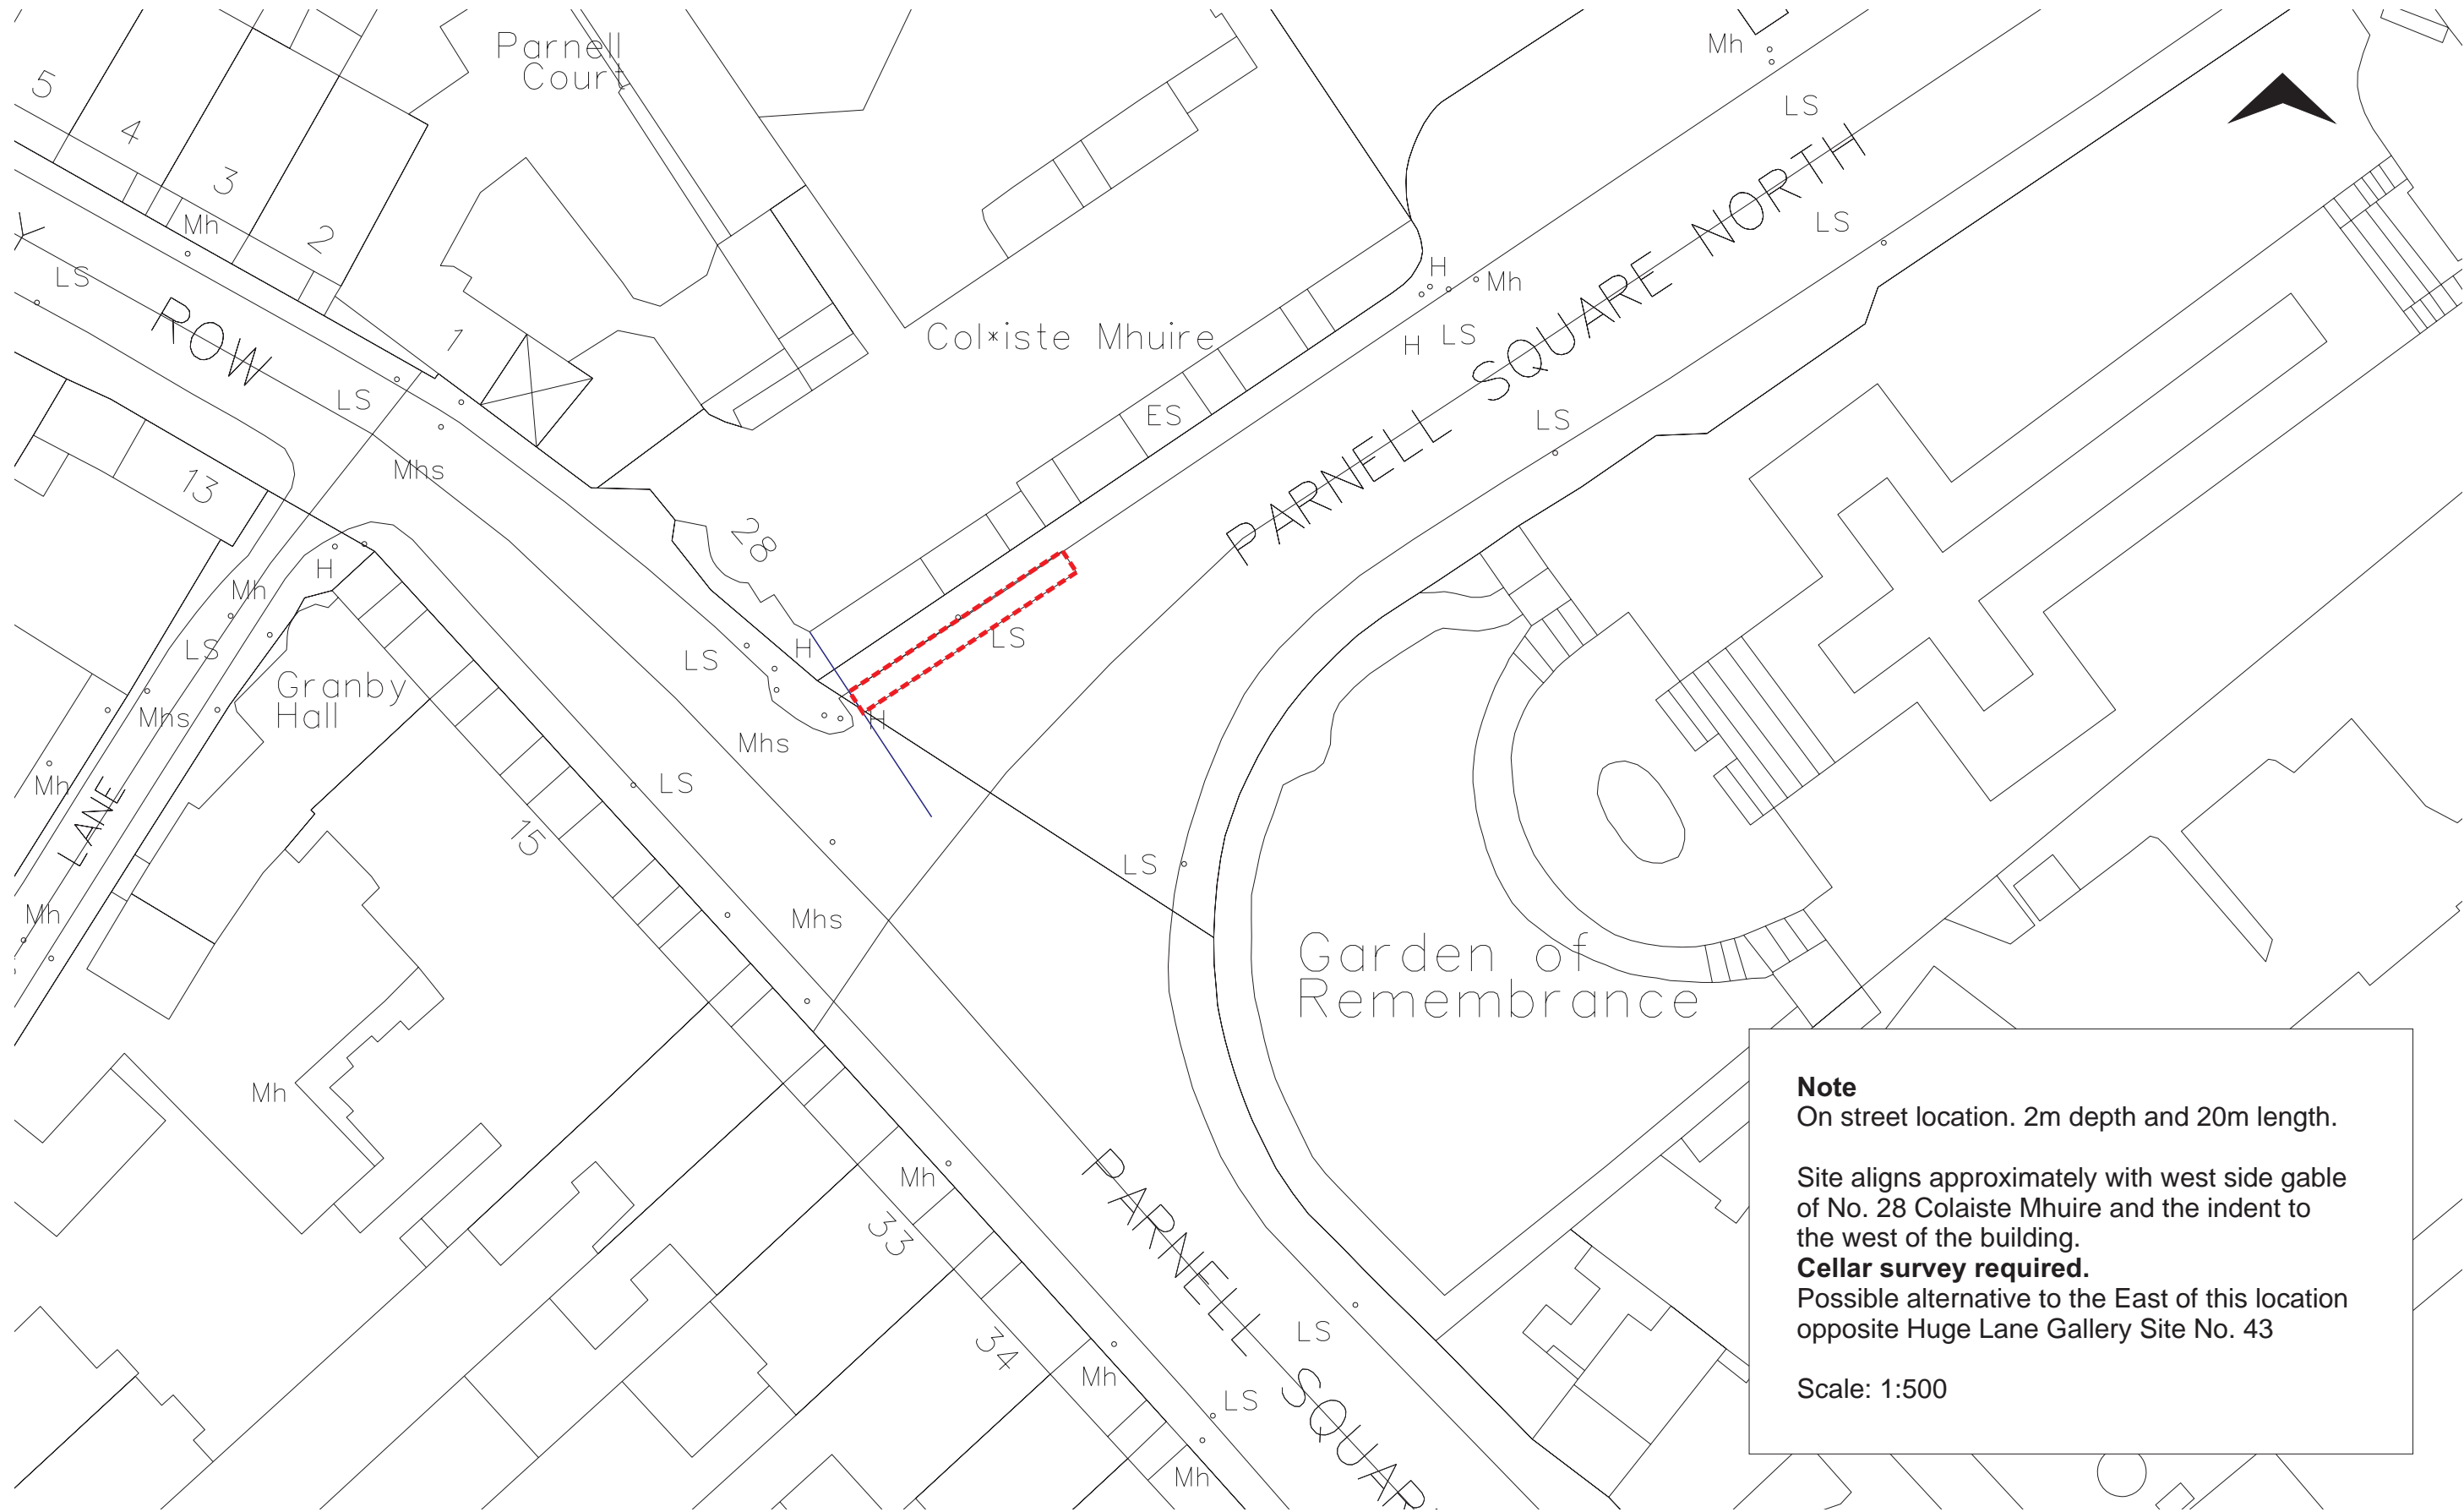 Parnell
Court
Mh
5
4
3
2
1
Mh
LS
LS
LS
ROW
LS
Y
Col*iste Mhuire
H
Mh
H
LS
PARNELL SQUARE NORTH
ES
LS
Mhs
13
28
H
Mh
LS
H
LS
LS
Granby
Hall
Mhs
H
Mhs
LS
Mh
LANE
15
LS
Mh
Mhs
Garden of
Remembrance
Mh
Mh
33
34
PARNELL SQUAR
LS
Mh
LS
Mh
Note
On street location. 2m depth and 20m length.
Site aligns approximately with west side gable
of No. 28 Colaiste Mhuire and the indent to
the west of the building.
Cellar survey required.
Possible alternative to the East of this location
opposite Huge Lane Gallery Site No. 43
Scale: 1:500